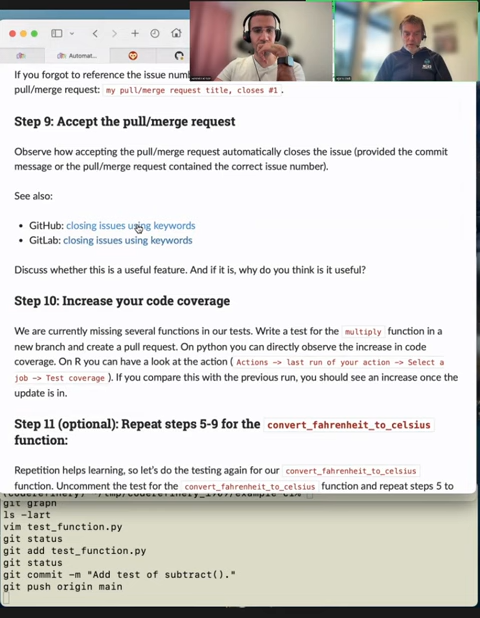 Automat...
If you forgot to reference the issue num
pull/merge request: my pull/merge request title, closes #1 .
Step 9: Accept the pull/merge request
Observe how accepting the pull/merge request automatically closes the issue (provided the commit
message or the pull/merge request contained the correct issue number).
See also:
• GitHub: closing issues using keywords
• GitLab: closing issues using keywords
Discuss whether this is a useful feature. And if it is, why do you think is it useful?
Step 10: Increase your code coverage
We are currently missing several functions in our tests. Write a test for the multiply function in a
new branch and create a pull request. On python you can directly observe the increase in code
coverage. On R you can have a look at the action ( Actions -> last run of your action -> Select a
job -> Test coverage ). If you compare this with the previous run, you should see an increase once the
update is in.
Step 11 (optional): Repeat steps 5-9 for the convert_fahrenheit_to_celsius
function:
Repetition helps learning, so let's do the testing again for our convert_fahrenheit_to_celsius
function. Uncomment the test for the convert_fahrenheit_to_celsius function and repeat steps 5 to
git graph
ls -lart
vim test_function.py
git status
git add test_function.py
git status
git commit -m "Add test of subtract()."
git push origin main